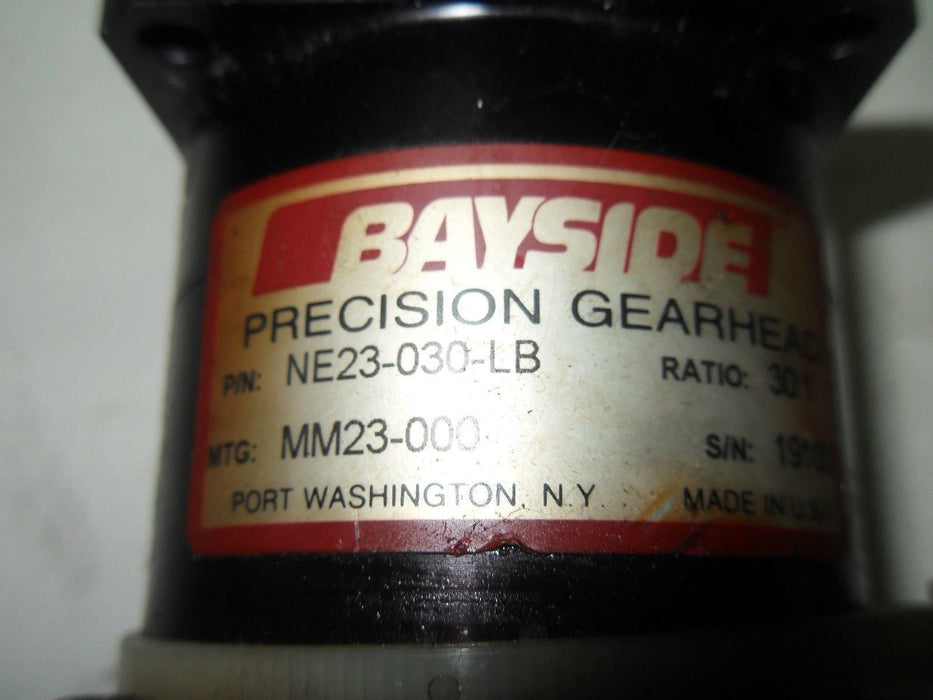 BAYSIDE
PRECISION GEARHEAD
P/N: NE23-030-LB RATIO: 30:1
MTG: MM23-000 S/N:
PORT WASHINGTON, N.Y. MADE IN U.S.A.